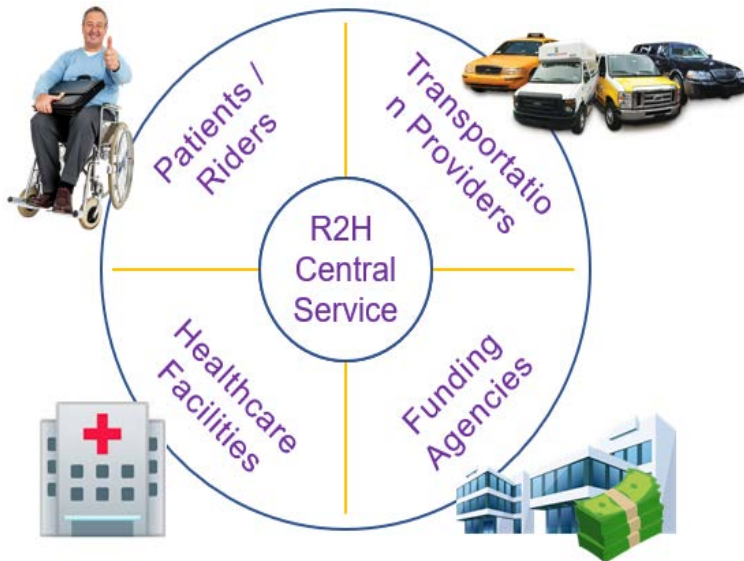 Patients /
Riders
Transportatio
n Providers
R2H
Central
Service
Healthcare
Facilities
Funding
Agencies